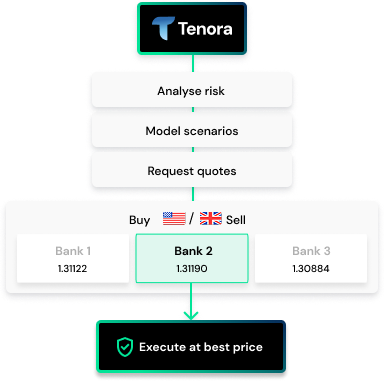 Tenora
Analyse risk
Model scenarios
Request quotes
Buy / Sell
Bank 1 Bank 2 Bank 3
1.31122 1.31190 1.30884
Execute at best price